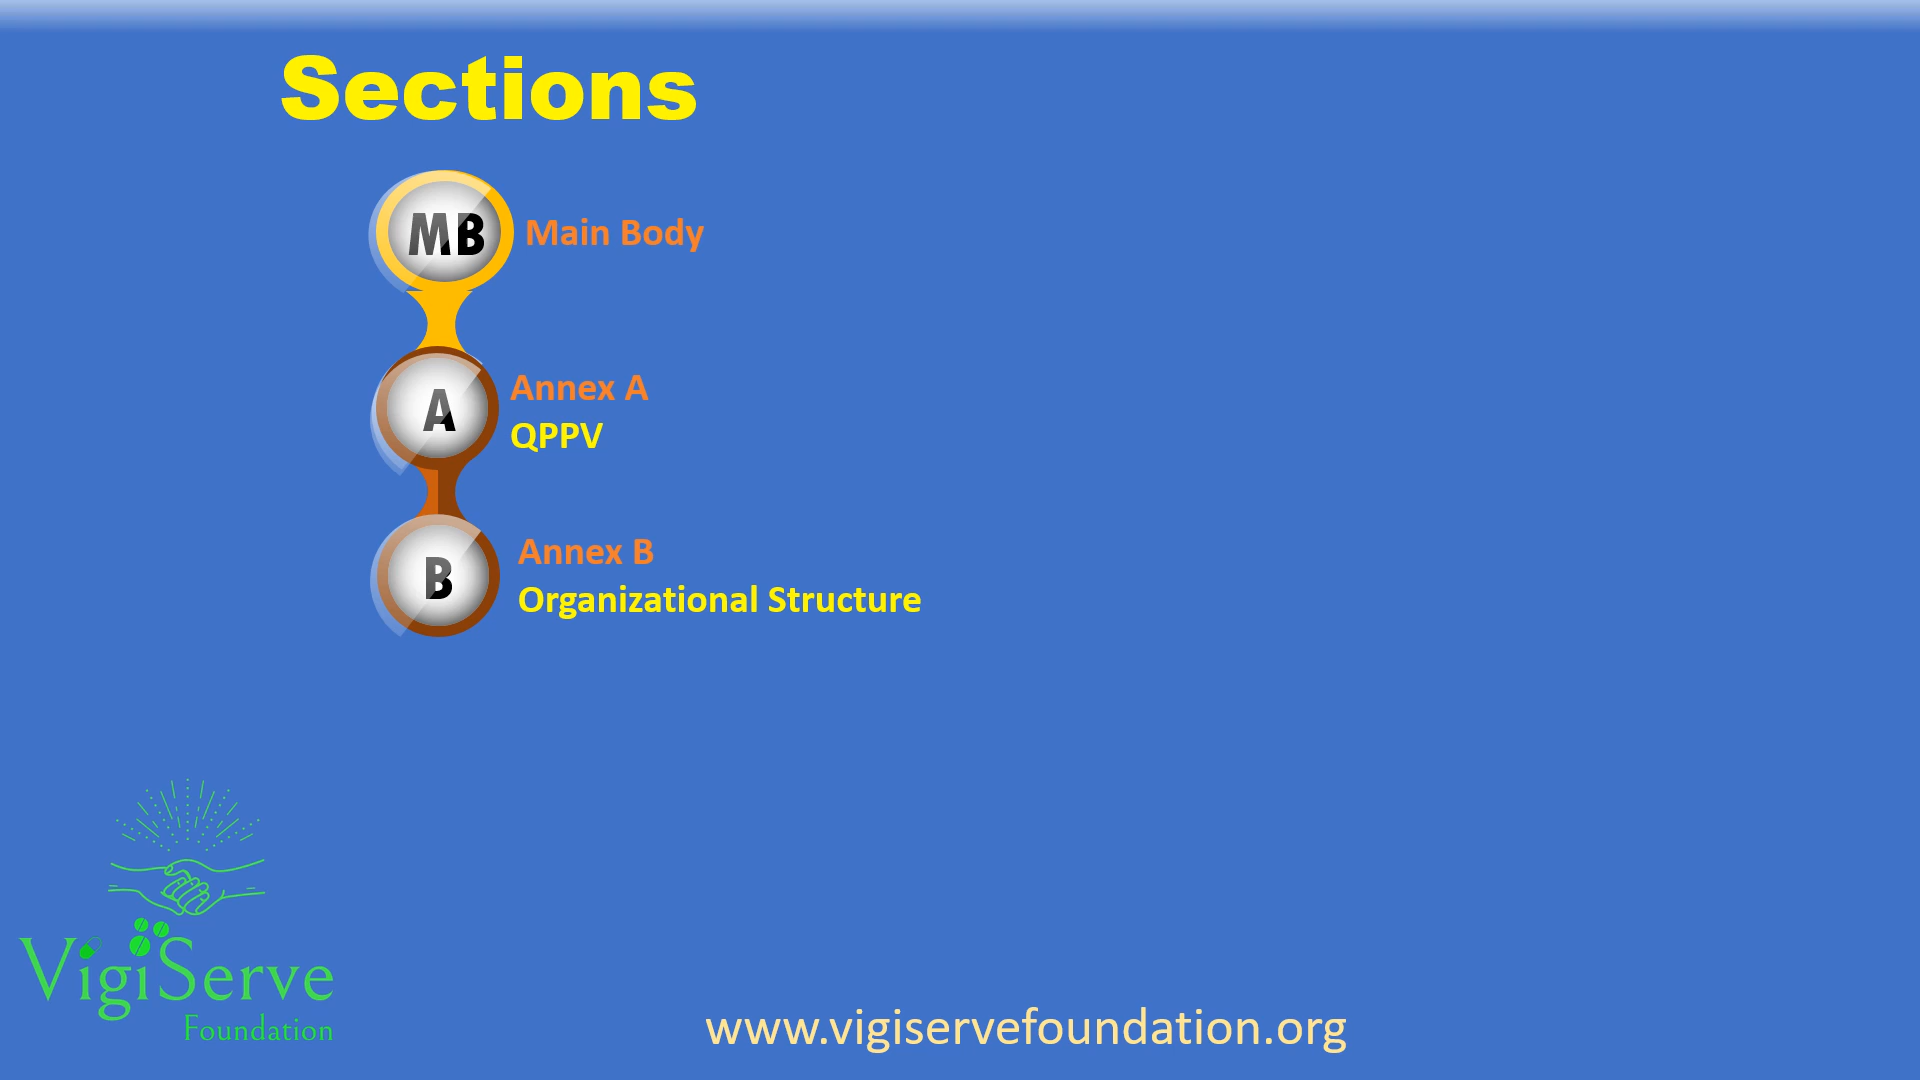 Sections
MB
Main Body
A
Annex A
QPPV
B
Annex B
Organizational Structure
VigiServe
Foundation
www.vigiservefoundation.org